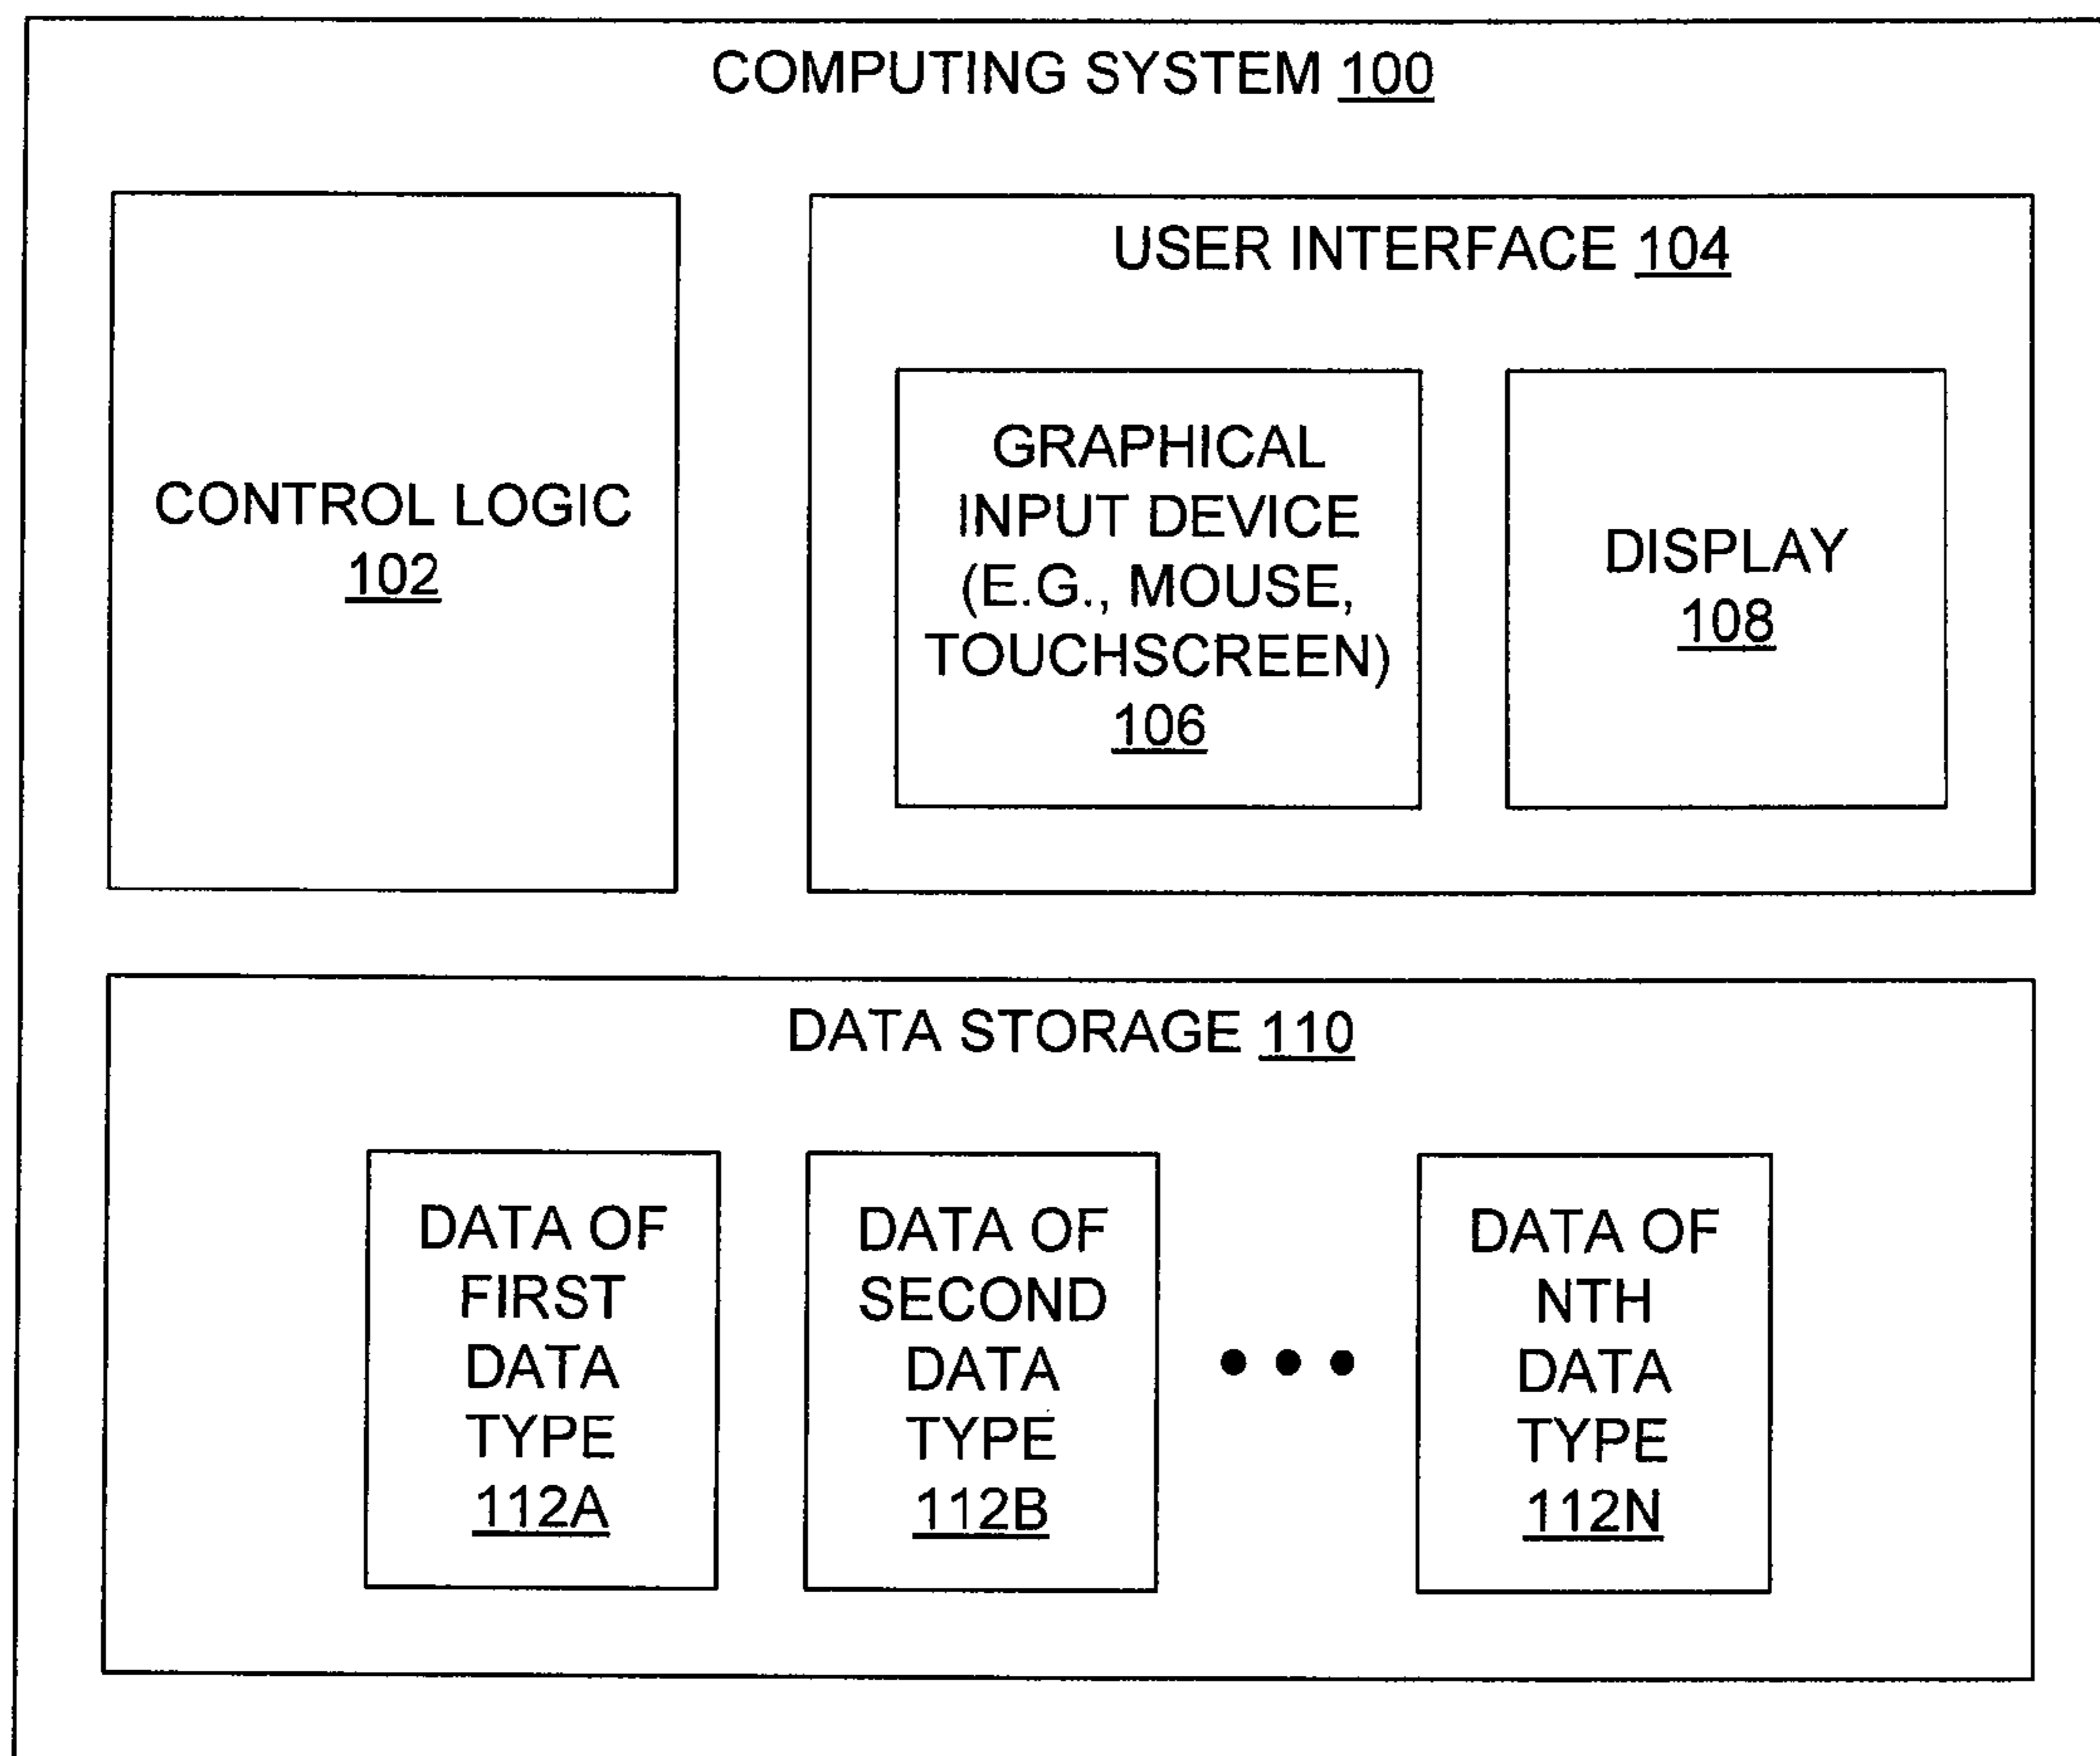 COMPUTING SYSTEM 100
CONTROL LOGIC
102
USER INTERFACE 104
GRAPHICAL
INPUT DEVICE
(E.G., MOUSE,
TOUCHSCREEN)
106
DISPLAY
108
DATA STORAGE 110
DATA OF
FIRST
DATA
TYPE
112A
DATA OF
SECOND
DATA
TYPE
112B
• • •
DATA OF
NTH
DATA
TYPE
112N